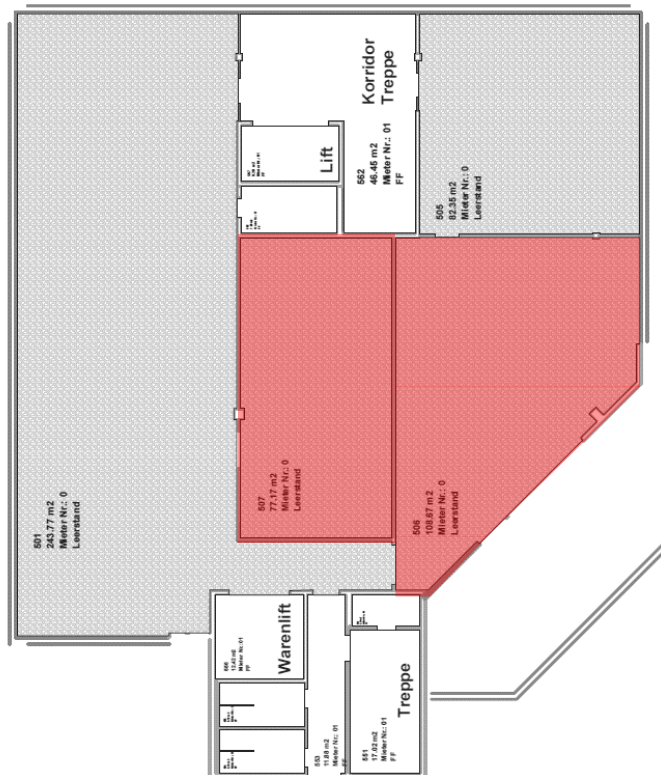 Korridor
Treppe
562
46.45 m2
Mieter Nr.: 01
FF
Lift
505
82.35 m2
Mieter Nr.: 0
Leerstand
501
243.77 m2
Mieter Nr.: 0
Leerstand
507
77.17 m2
Mieter Nr.: 0
Leerstand
506
108.67 m2
Mieter Nr.: 0
Leerstand
Warenlift
Mieter Nr.: 01
FF
553
11.88 m2
Mieter Nr.: 01
FF
551
17.02 m2
Mieter Nr.: 01
FF
Treppe